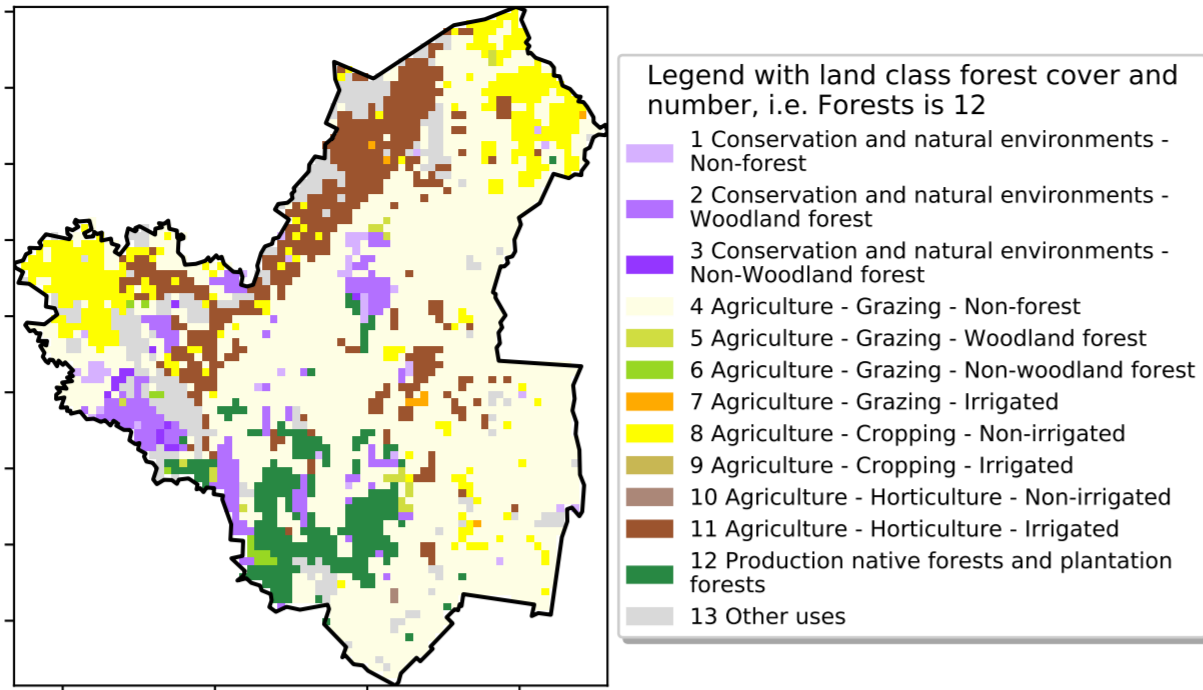 Legend with land class forest cover and
number, i.e. Forests is 12
1 Conservation and natural environments -
Non-forest
2 Conservation and natural environments -
Woodland forest
3 Conservation and natural environments -
Non-Woodland forest
4 Agriculture - Grazing - Non-forest
5 Agriculture - Grazing - Woodland forest
6 Agriculture - Grazing - Non-woodland forest
7 Agriculture - Grazing - Irrigated
8 Agriculture - Cropping - Non-irrigated
9 Agriculture - Cropping - Irrigated
10 Agriculture - Horticulture - Non-irrigated
11 Agriculture - Horticulture - Irrigated
12 Production native forests and plantation
forests
13 Other uses